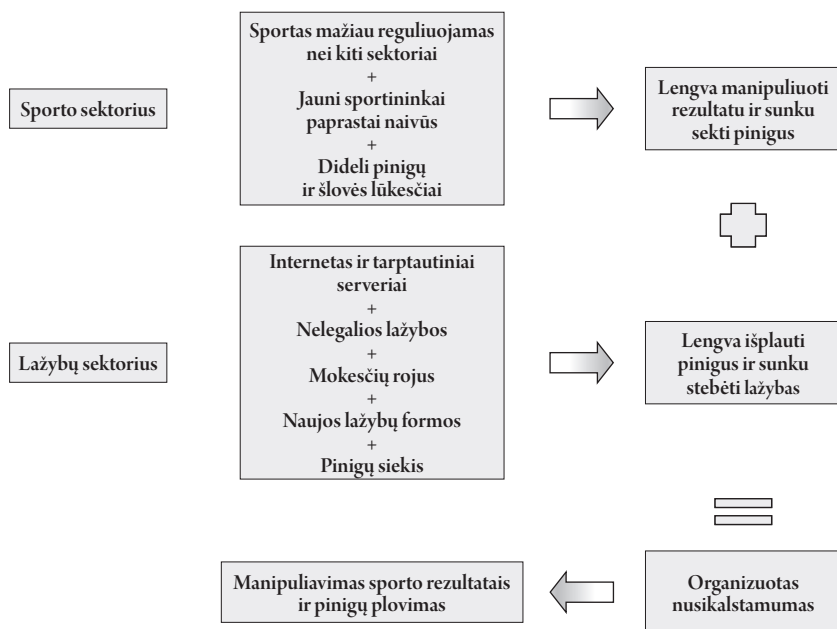 Sporto sektorius
Sportas mažiau reguliuojamas
nei kiti sektoriai
+
Jauni sportininkai
paprastai naivūs
+
Dideli pinigų
ir šlovės lūkesčiai
Lengva manipuliuoti
rezultatu ir sunku
sekti pinigus
Lažybų sektorius
Internetas ir tarptautiniai
serveriai
+
Nelegalios lažybos
+
Mokesčių rojus
+
Naujos lažybų formos
+
Pinigų siekis
Lengva išplauti
pinigus ir sunku
stebėti lažybas
Manipuliavimas sporto rezultatais
ir pinigų plovimas
Organizuotas
nusikalstamumas